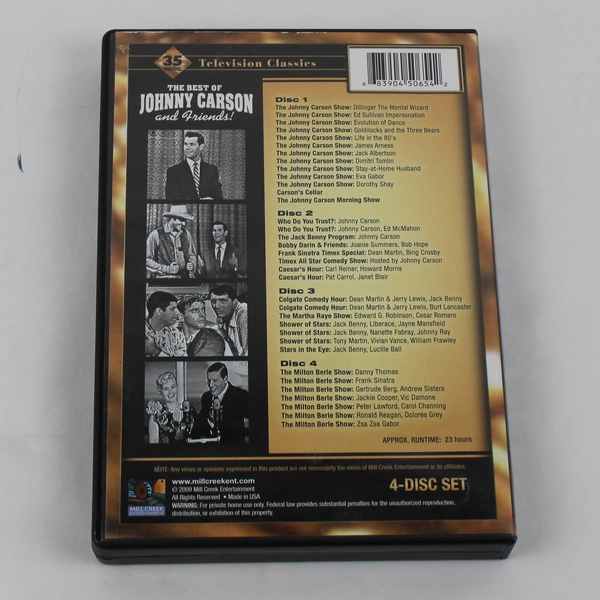 35
EPISODES
Television Classics
6 83904 50654 2
THE BEST OF
JOHNNY CARSON
and Friends!
Disc 1
The Johnny Carson Show: Dillinger The Mental Wizard
The Johnny Carson Show: Ed Sullivan Impersonation
The Johnny Carson Show: Evolution of Dance
The Johnny Carson Show: Goldilocks and the Three Bears
The Johnny Carson Show: Life in the 80's
The Johnny Carson Show: James Arness
The Johnny Carson Show: Jack Albertson
The Johnny Carson Show: Dimitri Tomlin
The Johnny Carson Show: Stay-at-Home Husband
The Johnny Carson Show: Eva Gabor
The Johnny Carson Show: Dorothy Shay
Carson's Cellar
The Johnny Carson Morning Show
Disc 2
Who Do You Trust?: Johnny Carson
Who Do You Trust?: Johnny Carson, Ed McMahon
The Jack Benny Program: Johnny Carson
Bobby Darin & Friends: Joanie Summers, Bob Hope
Frank Sinatra Timex Special: Dean Martin, Bing Crosby
Timex All Star Comedy Show: Hosted by Johnny Carson
Caesar's Hour: Carl Reiner, Howard Morris
Caesar's Hour: Pat Carrol, Janet Blair
Disc 3
Colgate Comedy Hour: Dean Martin & Jerry Lewis, Jack Benny
Colgate Comedy Hour: Dean Martin & Jerry Lewis, Burt Lancaster
The Martha Raye Show: Edward G. Robinson, Cesar Romero
Shower of Stars: Jack Benny, Liberace, Jayne Mansfield
Shower of Stars: Jack Benny, Nanette Fabray, Johnny Ray
Shower of Stars: Tony Martin, Vivian Vance, William Frawley
Stars in the Eye: Jack Benny, Lucille Ball
Disc 4
The Milton Berle Show: Danny Thomas
The Milton Berle Show: Frank Sinatra
The Milton Berle Show: Gertrude Berg, Andrew Sisters
The Milton Berle Show: Jackie Cooper, Vic Damone
The Milton Berle Show: Peter Lawford, Carol Channing
The Milton Berle Show: Ronald Reagan, Dolores Grey
The Milton Berle Show: Zsa Zsa Gabor
APPROX. RUNTIME: 23 hours
NOTE: Any views or opinions expressed in this product are not necessarily the views of Mill Creek Entertainment or its affiliates.
www.millcreekent.com
© 2009 Mill Creek Entertainment
All Rights Reserved • Made in USA
WARNING: For private home use only. Federal law provides substantial penalties for the unauthorized reproduction,
distribution, or exhibition of this property.
4-DISC SET
MILL CREEK
ENTERTAINMENT